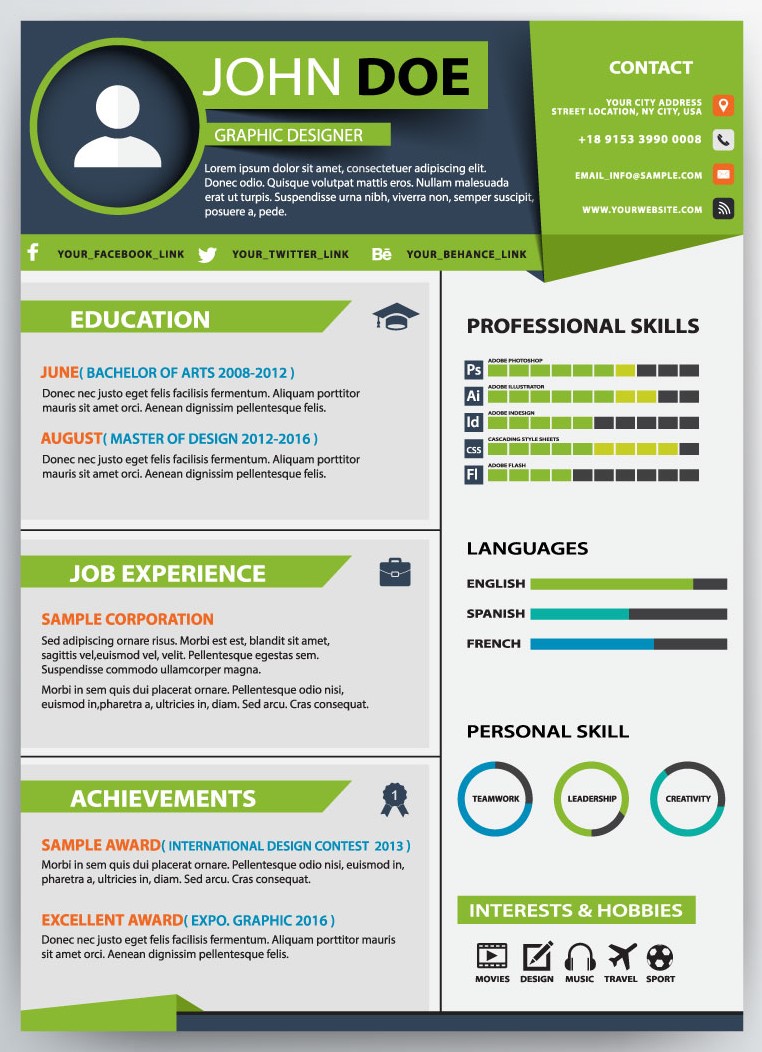 JOHN DOE
GRAPHIC DESIGNER
Lorem ipsum dolor sit amet, consectetuer adipiscing elit.
Donec odio. Quisque volutpat mattis eros. Nullam malesuada
erat ut turpis. Suspendisse urna nibh, viverra non, semper suscipit,
posuere a, pede.
CONTACT
YOUR CITY ADDRESS
STREET LOCATION, NY CITY, USA
+18 9153 3990 0008
EMAIL_INFO@SAMPLE.COM
WWW.YOURWEBSITE.COM
f YOUR_FACEBOOK_LINK YOUR_TWITTER_LINK Bē YOUR_BEHANCE_LINK
EDUCATION
JUNE( BACHELOR OF ARTS 2008-2012 )
Donec nec justo eget felis facilisis fermentum. Aliquam porttitor
mauris sit amet orci. Aenean dignissim pellentesque felis.
AUGUST( MASTER OF DESIGN 2012-2016 )
Donec nec justo eget felis facilisis fermentum. Aliquam porttitor
mauris sit amet orci. Aenean dignissim pellentesque felis.
JOB EXPERIENCE
SAMPLE CORPORATION
Sed adipiscing ornare risus. Morbi est est, blandit sit amet,
sagittis vel,euismod vel, velit. Pellentesque egestas sem.
Suspendisse commodo ullamcorper magna.
Morbi in sem quis dui placerat ornare. Pellentesque odio nisi,
euismod in,pharetra a, ultricies in, diam. Sed arcu. Cras consequat.
ACHIEVEMENTS
1
SAMPLE AWARD( INTERNATIONAL DESIGN CONTEST 2013 )
Morbi in sem quis dui placerat ornare. Pellentesque odio nisi, euismod in,
pharetra a, ultricies in, diam. Sed arcu. Cras consequat.
EXCELLENT AWARD( EXPO. GRAPHIC 2016 )
Donec nec justo eget felis facilisis fermentum. Aliquam porttitor mauris
sit amet orci. Aenean dignissim pellentesque felis.
PROFESSIONAL SKILLS
Ps ADOBE PHOTOSHOP
Ai ADOBE ILLUSTRATOR
Id ADOBE INDESIGN
CSS CASCADING STYLE SHEETS
Fl ADOBE FLASH
LANGUAGES
ENGLISH
SPANISH
FRENCH
PERSONAL SKILL
TEAMWORK LEADERSHIP CREATIVITY
INTERESTS & HOBBIES
MOVIES DESIGN MUSIC TRAVEL SPORT